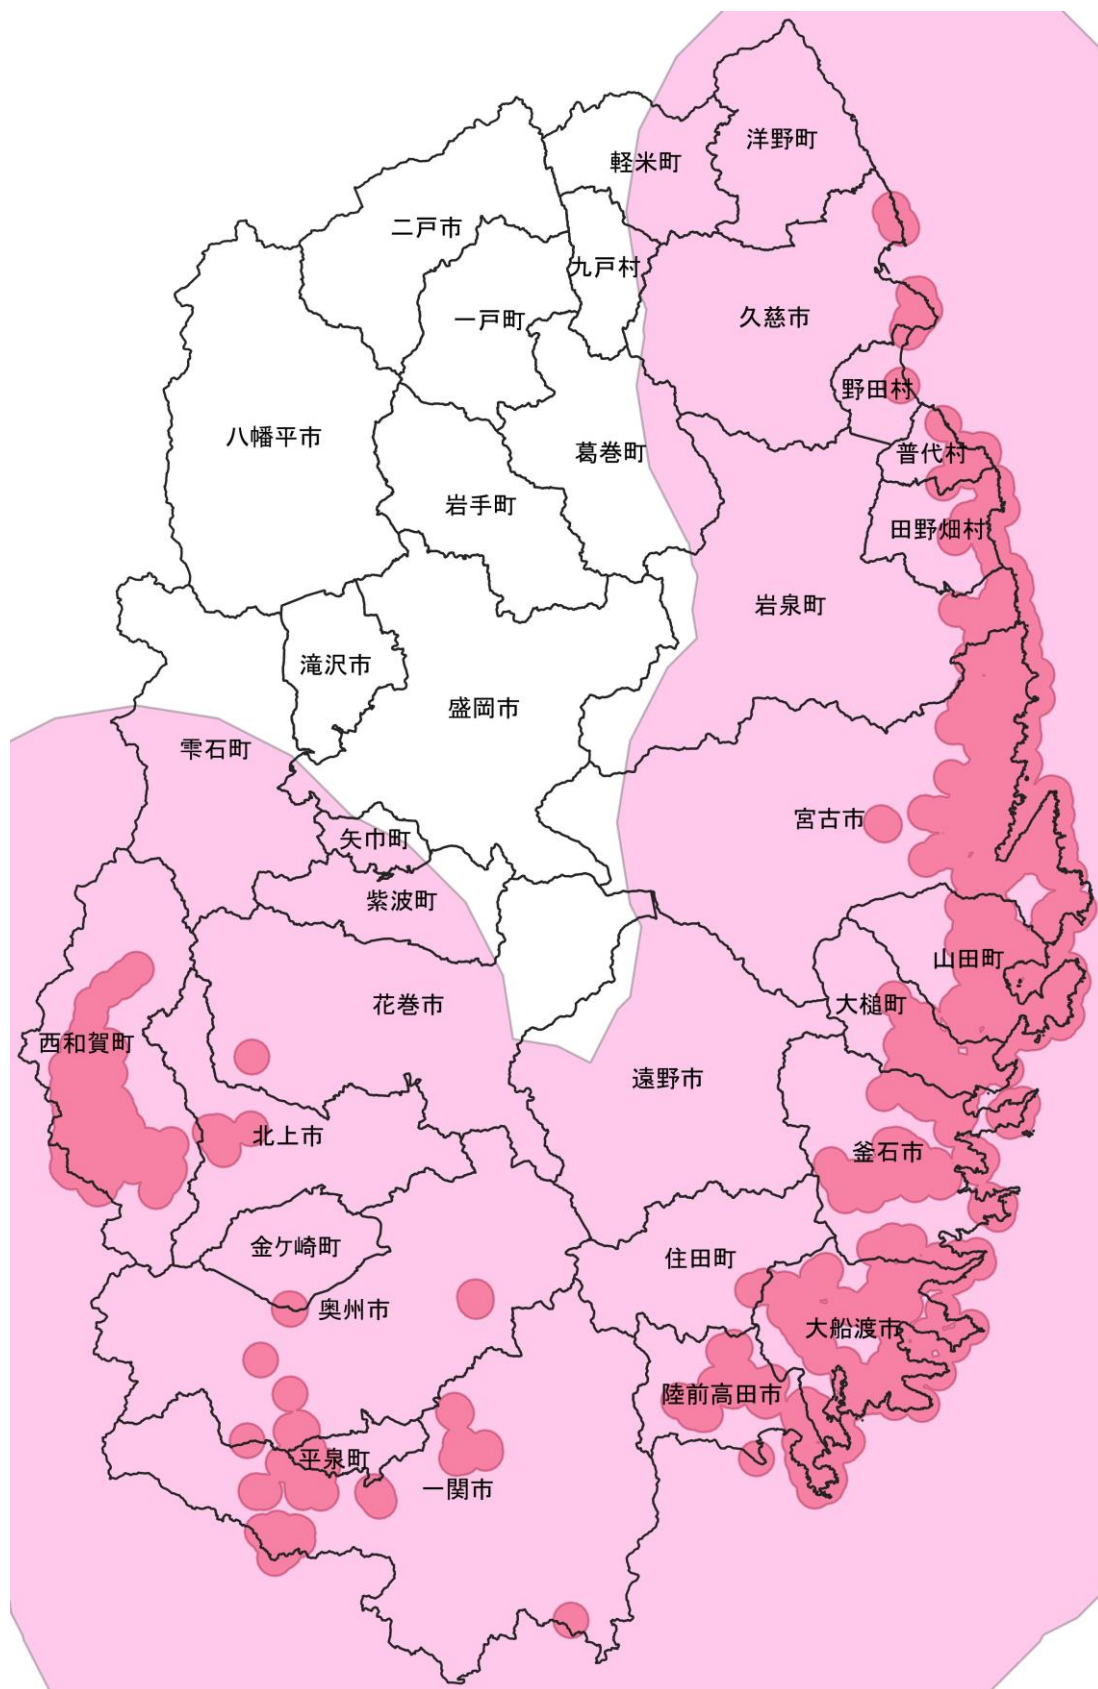 洋野町
軽米町
二戸市
九戸村
一戸町
久慈市
野田村
八幡平市
葛巻町
普代村
岩手町
田野畑村
岩泉町
滝沢市
盛岡市
雫石町
宮古市
矢巾町
紫波町
山田町
花巻市
大槌町
西和賀町
遠野市
北上市
釜石市
金ケ崎町
住田町
奥州市
大船渡市
陸前高田市
平泉町
一関市